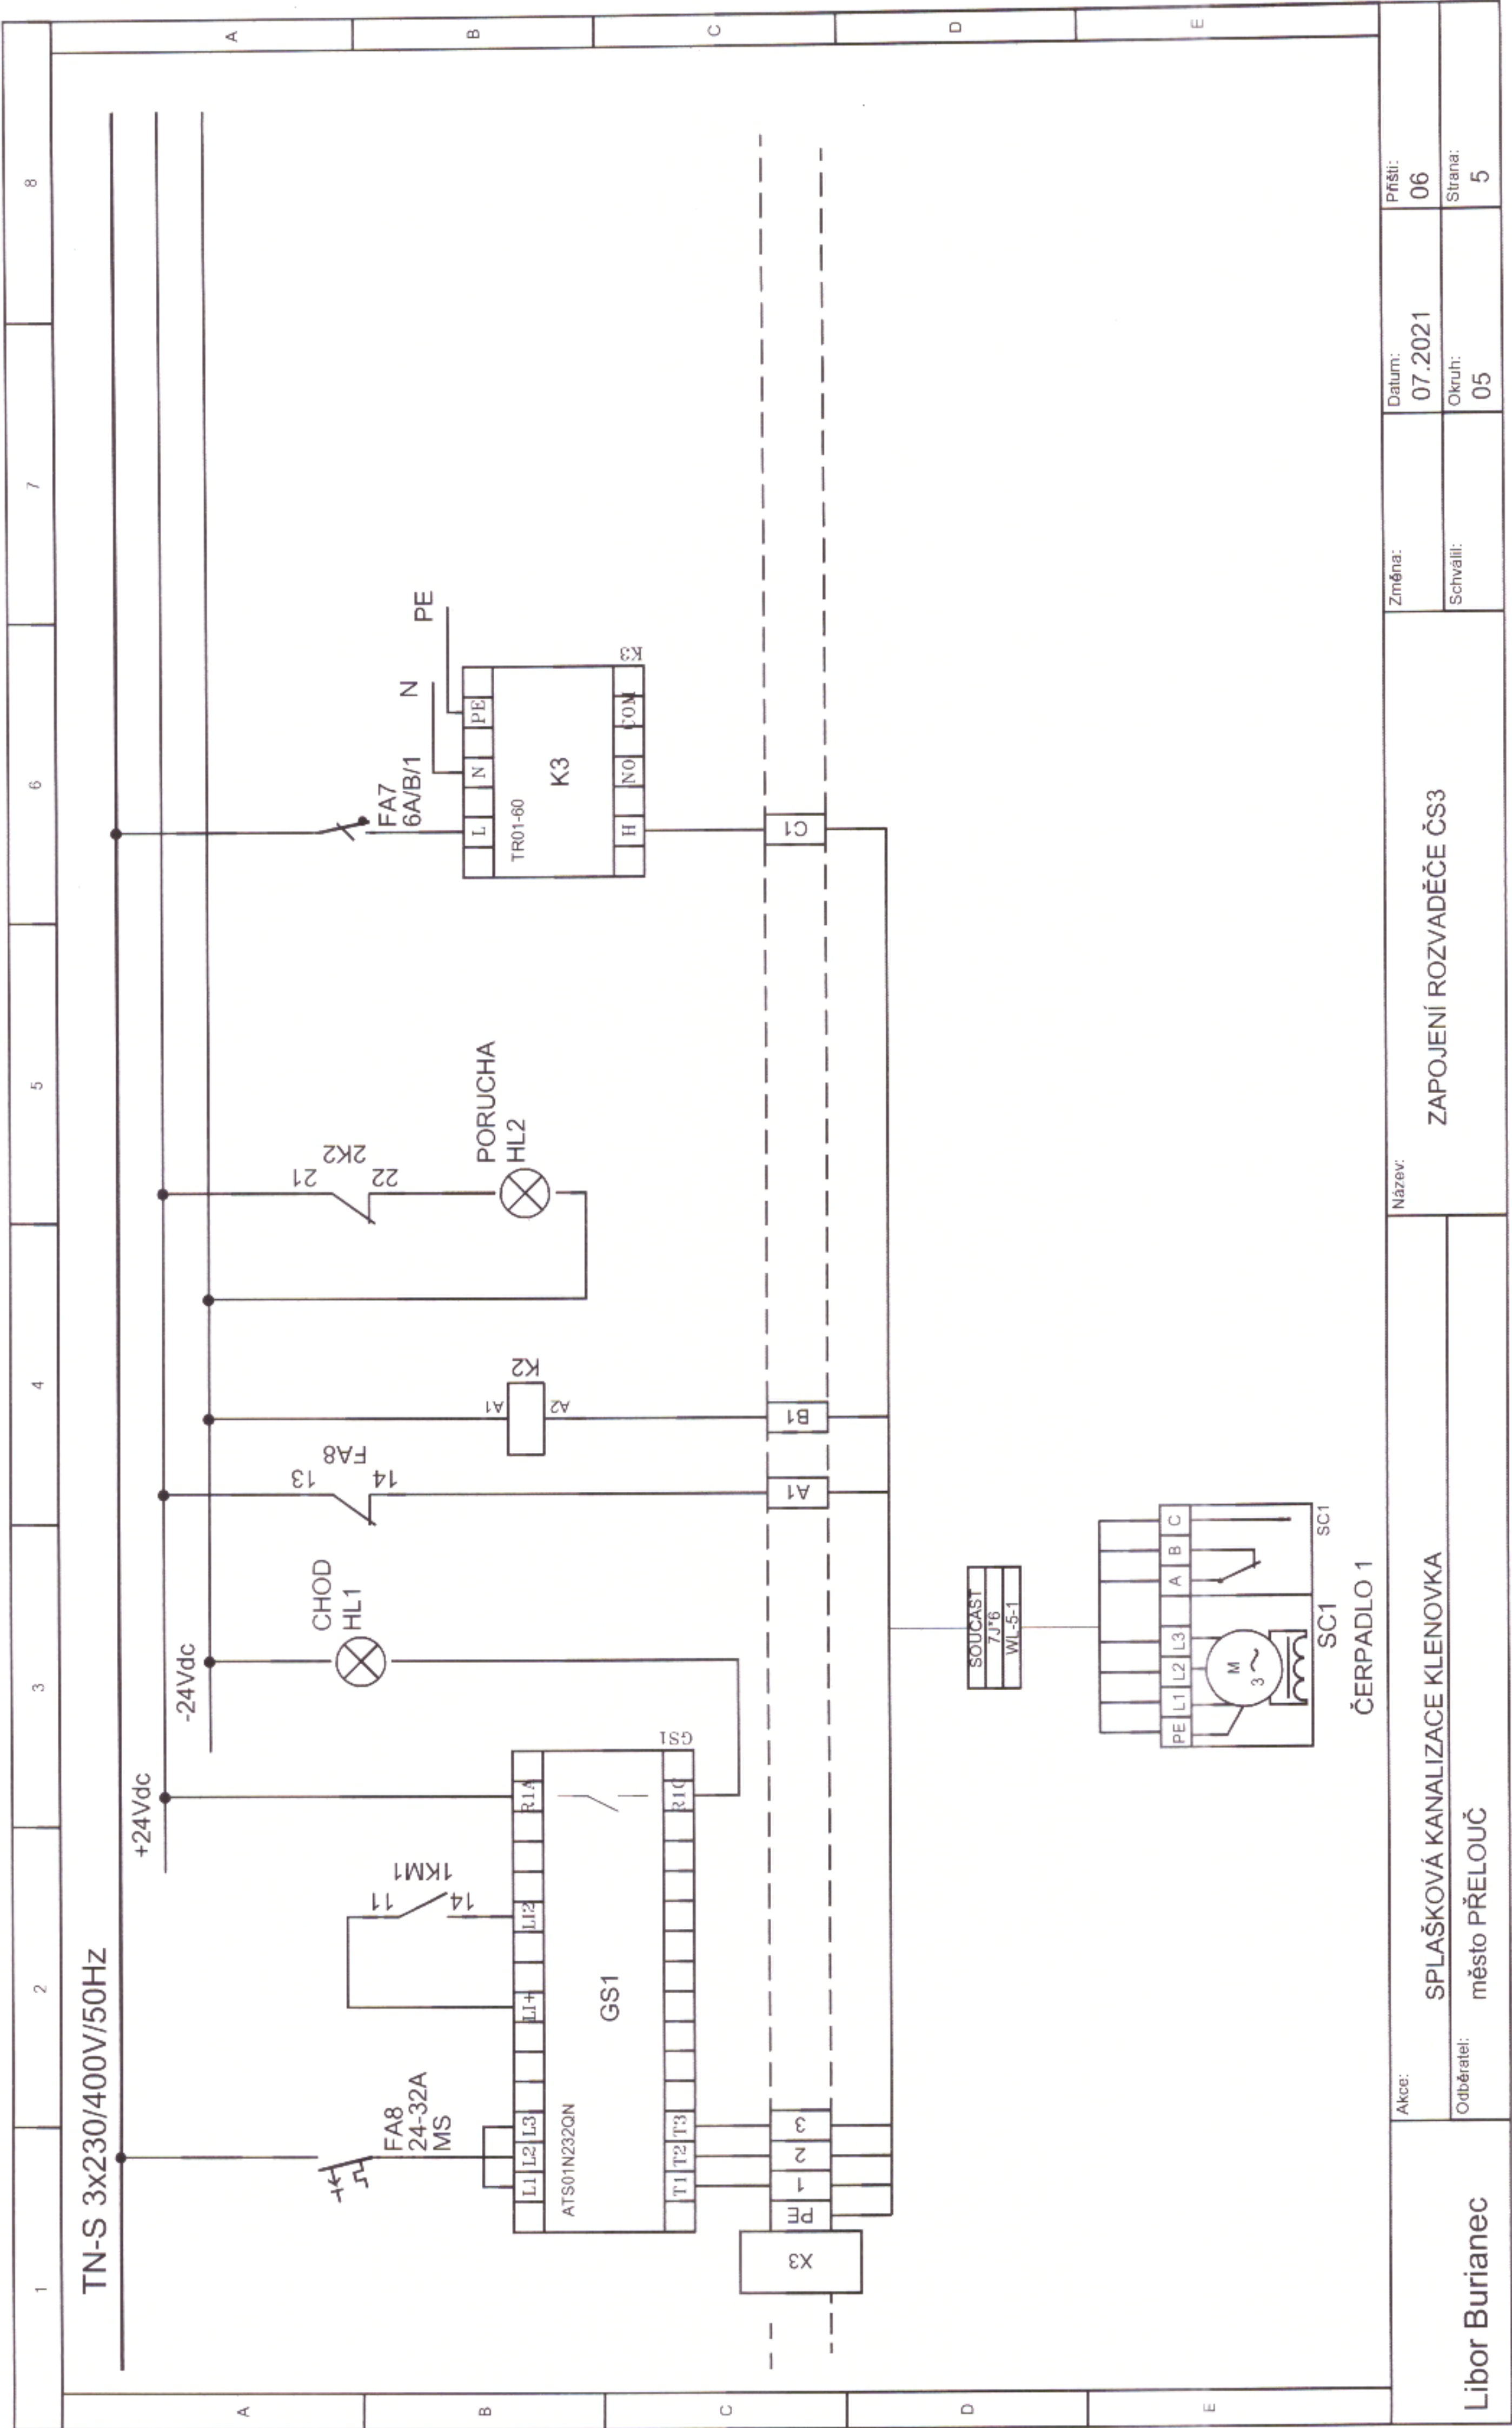 1 2 3 4 5 6 7 8
A
B
C
D
E
A
B
C
D
E
TN-S 3x230/400V/50Hz
+24Vdc
-24Vdc
FA8
24-32A
MS
11
14
1KM1
CHOD
HL1
13
14
FA8
A1
A2
K2
21
22
2K2
PORUCHA
HL2
FA7
6A/B/1
N
PE
L1 L2 L3 LI+ LI2 R1A
ATS01N232QN
GS1
T1 T2 T3 R1C
GS1
L N PE
TR01-60
K3
H NO COM
K3
X3 PE 1 2 3 A1 B1 C1
SOUČÁST
7J*6
WL-5-1
PE L1 L2 L3 A B C
M
3 ~
SC1
SC1
ČERPADLO 1
Libor Burianec
Akce:
SPLAŠKOVÁ KANALIZACE KLENOVKA
Odběratel:
město PŘELOUČ
Název:
ZAPOJENÍ ROZVADĚČE ČS3
Změna:
Schválil:
Datum:
07.2021
Okruh:
05
Příští:
06
Strana:
5